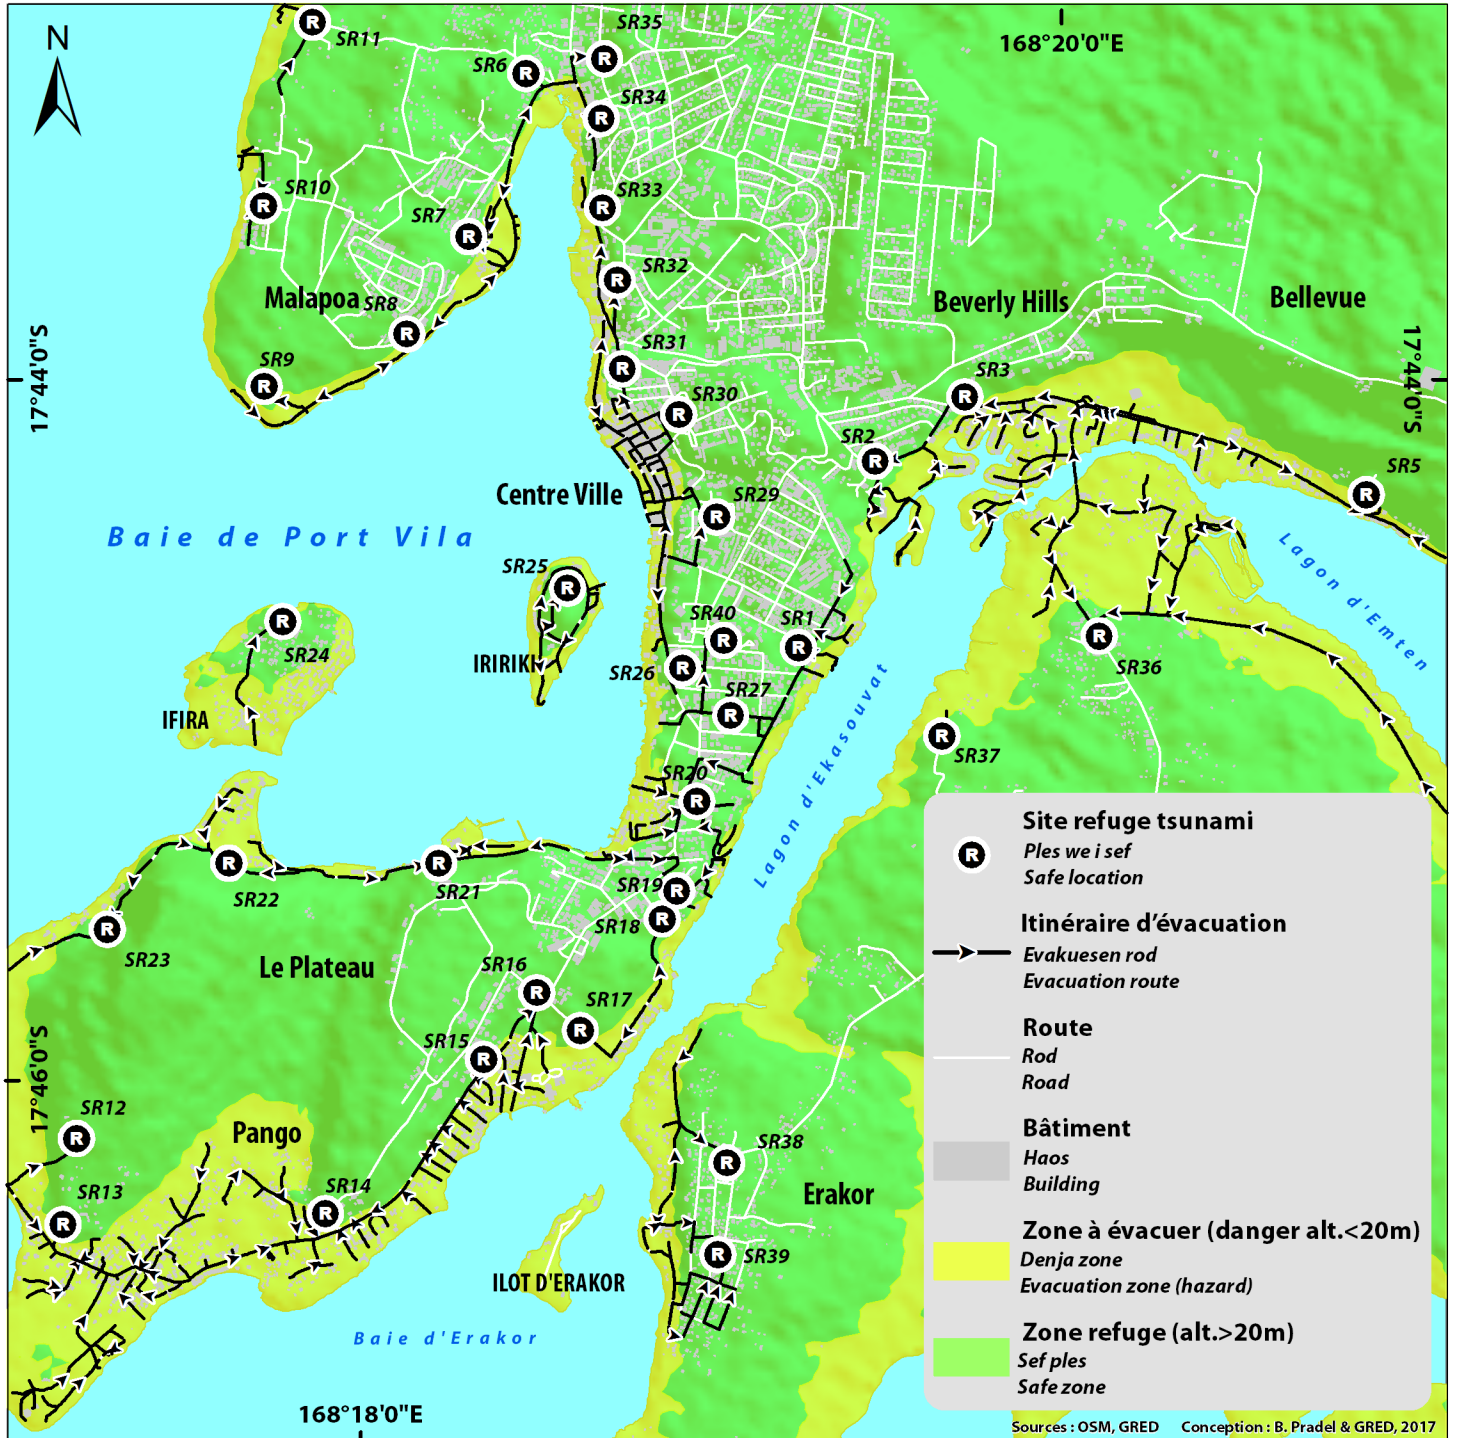 N
SR11
SR35
168°20'0"E
SR6
SR34
SR10
SR33
SR7
SR32
Malapoa
SR8
Beverly Hills
Bellevue
SR31
SR9
17°44'0"S
17°44'0"S
SR3
SR30
SR2
SR5
Centre Ville
SR29
Baie de Port Vila
Lagon d'Emten
SR25
SR40
SR1
SR24
IRIRIKI
SR26
SR36
SR27
IFIRA
Lagon d'Ekasouvat
SR37
SR20
SR21
SR19
SR22
SR18
SR23
Le Plateau
SR16
SR17
SR15
17°46'0"S
SR12
Pango
SR38
SR13
SR14
Erakor
SR39
ILOT D'ERAKOR
Baie d'Erakor
168°18'0"E
R
Site refuge tsunami
Ples we i sef
Safe location
Itinéraire d’évacuation
Evakuesen rod
Evacuation route
Route
Rod
Road
Bâtiment
Haos
Building
Zone à évacuer (danger alt.<20m)
Denja zone
Evacuation zone (hazard)
Zone refuge (alt.>20m)
Sef ples
Safe zone
Sources : OSM, GRED Conception : B. Pradel & GRED, 2017